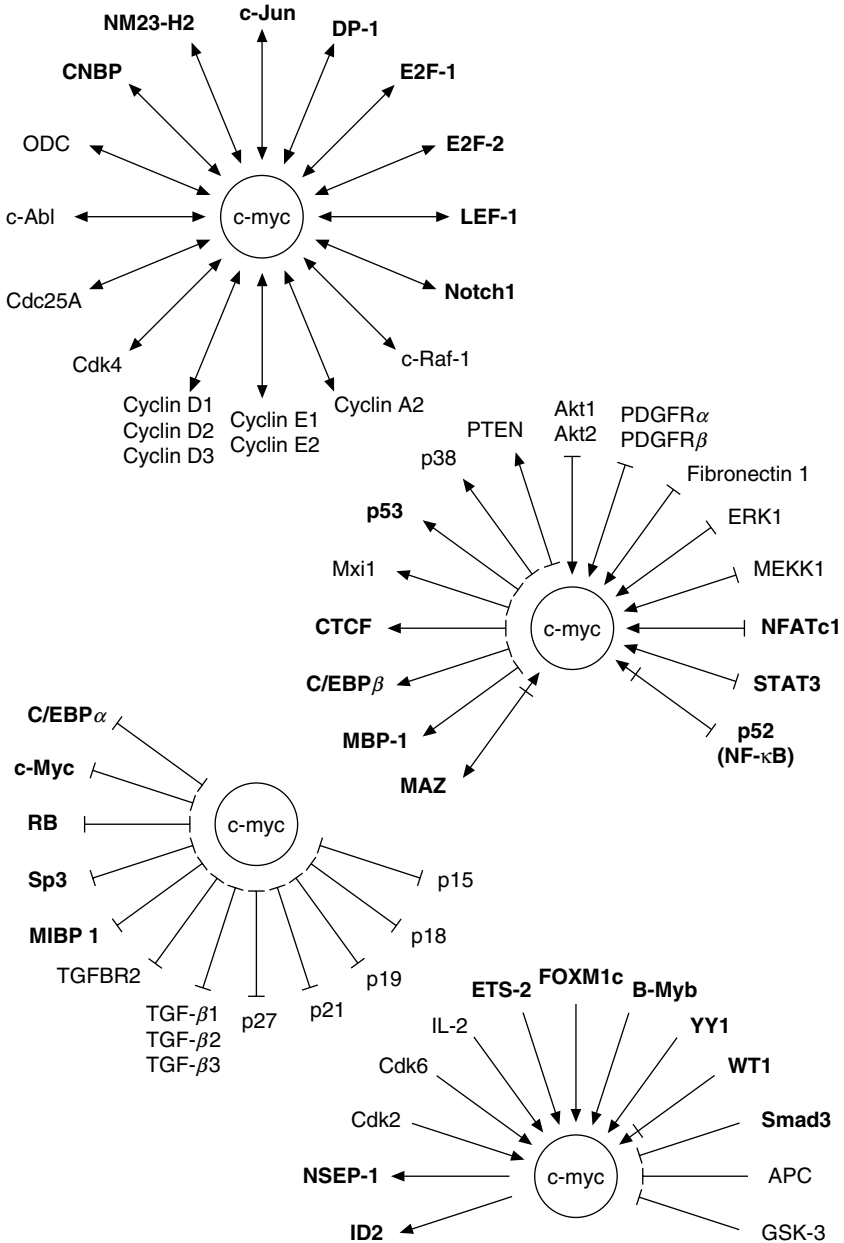 c-Jun
NM23-H2
DP-1
CNBP
E2F-1
ODC
E2F-2
c-Abl
c-myc
LEF-1
Cdc25A
Notch1
Cdk4
c-Raf-1
Cyclin D1
Cyclin D2
Cyclin D3
Cyclin E1
Cyclin E2
Cyclin A2
PTEN
Akt1
Akt2
PDGFRα
PDGFRβ
p38
Fibronectin 1
p53
ERK1
Mxi1
MEKK1
CTCF
c-myc
NFATc1
C/EBPβ
STAT3
MBP-1
p52
(NF-κB)
MAZ
C/EBPα
c-Myc
RB
c-myc
Sp3
p15
MIBP 1
p18
TGFBR2
p19
TGF-β1
TGF-β2
TGF-β3
p27
p21
FOXM1c
ETS-2
B-Myb
IL-2
YY1
Cdk6
WT1
Cdk2
Smad3
NSEP-1
c-myc
APC
ID2
GSK-3